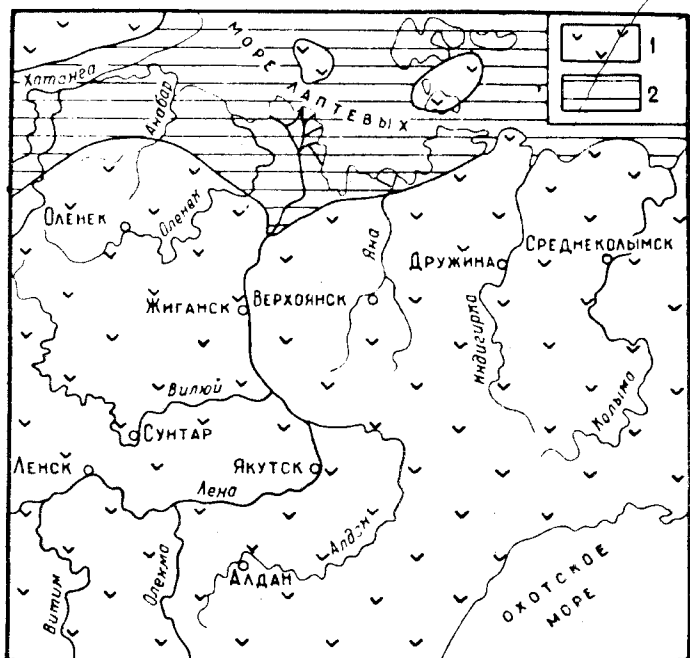 МОРЕ ЛАПТЕВЫХ
1
2
Хатанга
Анабар
ОЛЕНЕК
Оленек
ЖИГАНСК
ВЕРХОЯНСК
Яна
ДРУЖИНА
СРЕДНЕКОЛЫМСК
Индигирка
Колыма
Вилюй
СУНТАР
ЛЕНСК
ЯКУТСК
Лена
Алдан
АЛДАН
Витим
Олекма
ОХОТСКОЕ
МОРЕ